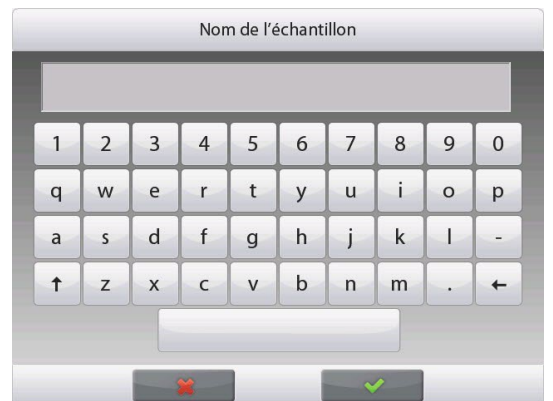 Nom de l'échantillon
1 2 3 4 5 6 7 8 9 0
q w e r t y u i o p
a s d f g h j k l -
↑ z x c v b n m . ←